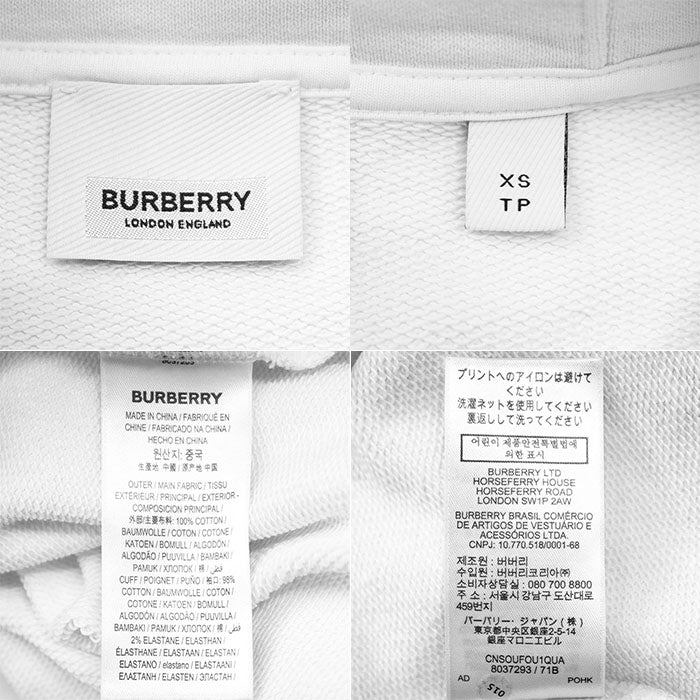 BURBERRY
LONDON ENGLAND
XS
TP
8037293
BURBERRY
MADE IN CHINA / FABRIQUÉ EN
CHINE / FABRICADO NA CHINA /
HECHO EN CHINA
원산지: 중국
生產地 中國 / 原产地 中国
OUTER / MAIN FABRIC / TISSU
EXTÉRIEUR / PRINCIPAL / EXTERIOR -
COMPOSICION PRINCIPAL
外部/主要布料: 100% COTTON /
BAUMWOLLE / COTON / COTONE /
KATOEN / BOMULL / ALGODÓN /
ALGODÃO / PUUVILLA / BAMBAKI /
PAMUK / ХЛОПОК / 棉 / 면 / قطن
CUFF / POIGNET / PUÑO / 袖口: 98%
COTTON / BAUMWOLLE / COTON /
COTONE / KATOEN / BOMULL /
ALGODÓN / ALGODÃO / PUUVILLA /
BAMBAKI / PAMUK / ХЛОПОК / 棉 / 면 / قطن
2% ELASTANE / ELASTHAN /
ÉLASTHANE / ELASTAAN / ELASTAN /
ELASTANO / elastano / ELASTAANI /
ELASTAN / ЭЛАСТАН /
プリントへのアイロンは避けて
ください
洗濯ネットを使用してください
裏返しして洗ってください
어린이 제품안전특별법에
의한 표시
BURBERRY LTD
HORSEFERRY HOUSE
HORSEFERRY ROAD
LONDON SW1P 2AW
BURBERRY BRASIL COMÉRCIO
DE ARTIGOS DE VESTUÁRIO E
ACESSÓRIOS LTDA.
CNPJ: 10.770.518/0001-68
제조원 : 버버리
수입원 : 버버리코리아㈜
소비자상담실 : 080 700 8800
주 소 : 서울시 강남구 도산대로
459번지
バーバリー・ジャパン(株)
東京都中央区銀座2-5-14
銀座マロニエビル
CNSOUFOU1QUA
8037293 / 71B
AD
035
POHK